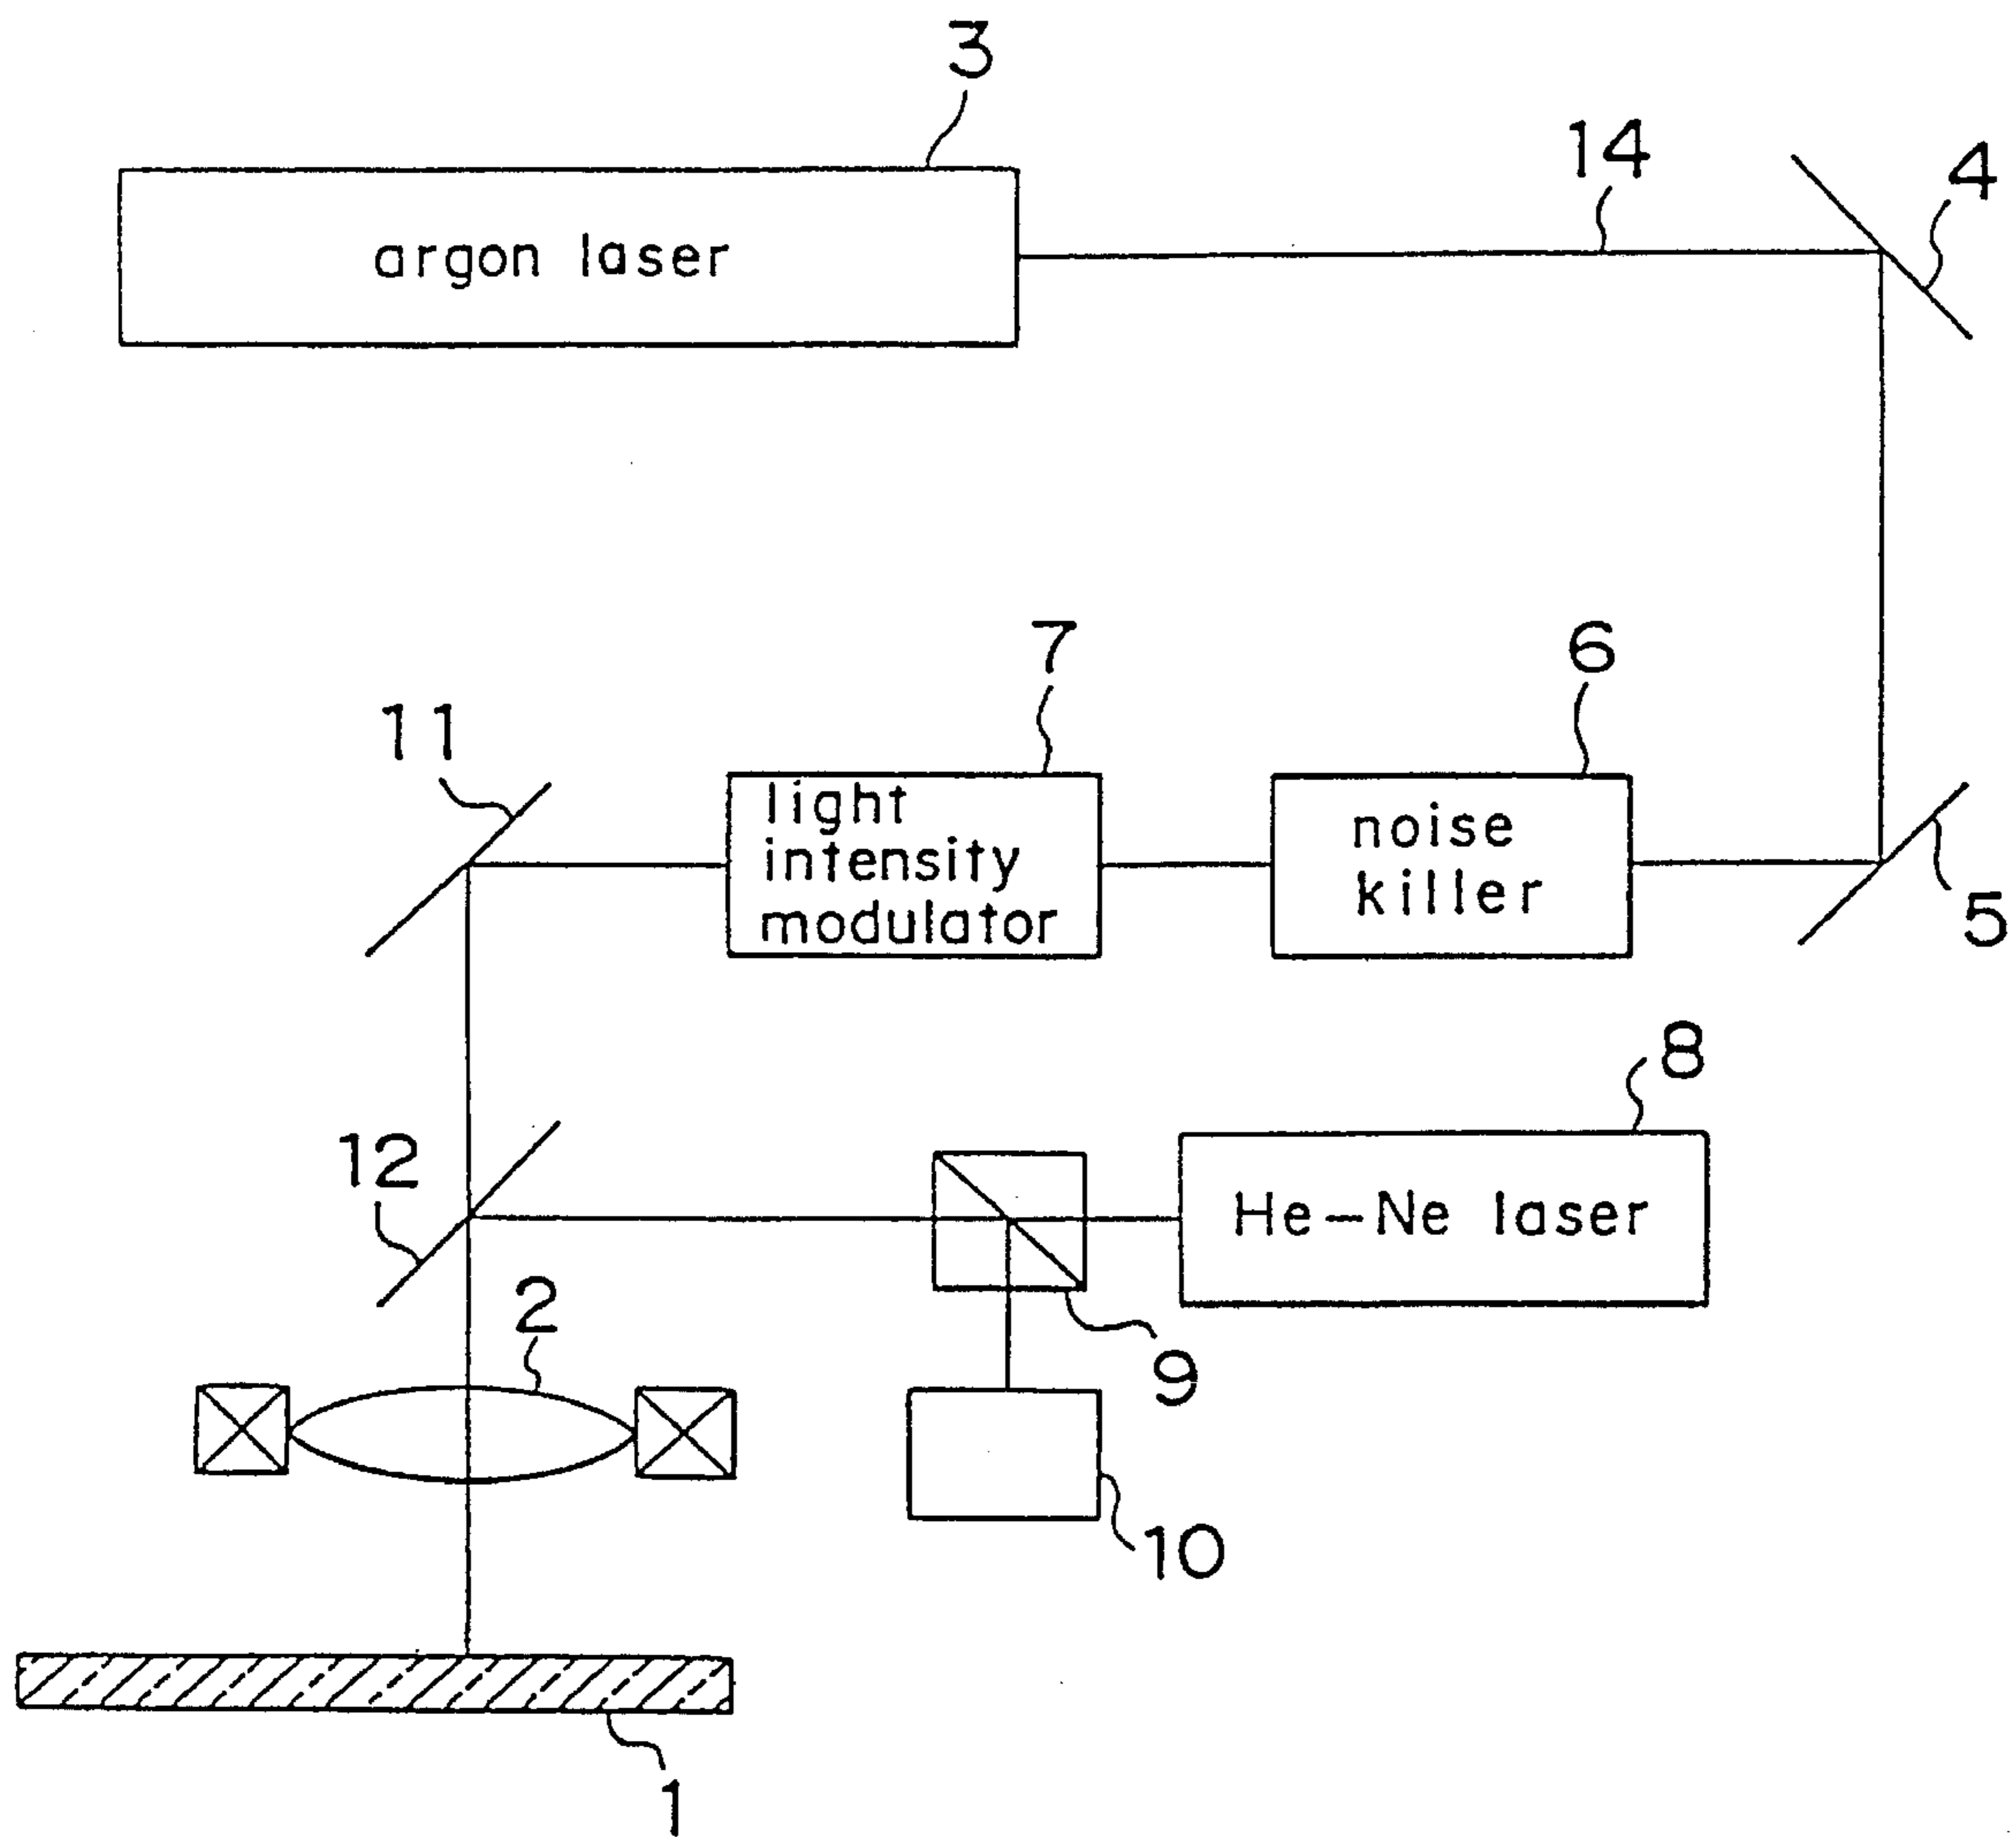 3
14
4
argon laser
7
6
11
light
intensity
modulator
noise
killer
5
8
12
He-Ne laser
2
9
10
1